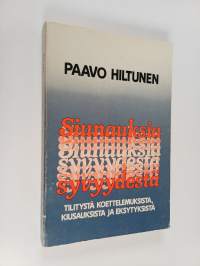 PAAVO HILTUNEN
Siunauksia
syvyydestä
TILITYSTÄ KOETTELEMUKSISTA,
KIUSAUKSISTA JA EKSYTYKSISTÄ